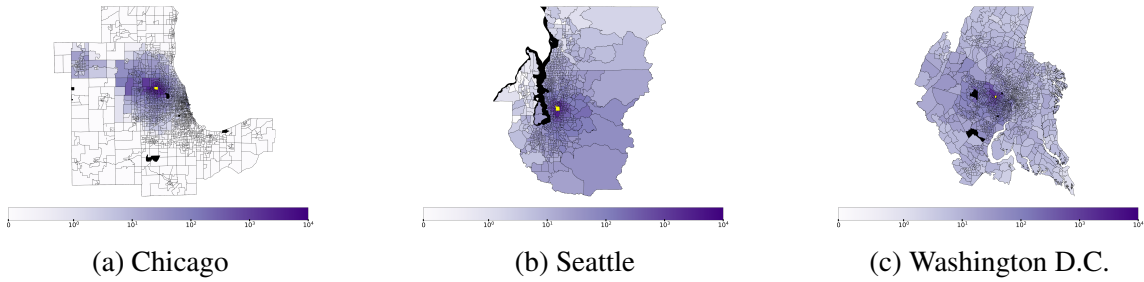 0 10⁰ 10¹ 10² 10³ 10⁴ 0 10⁰ 10¹ 10² 10³ 10⁴ 0 10⁰ 10¹ 10² 10³ 10⁴
(a) Chicago (b) Seattle (c) Washington D.C.